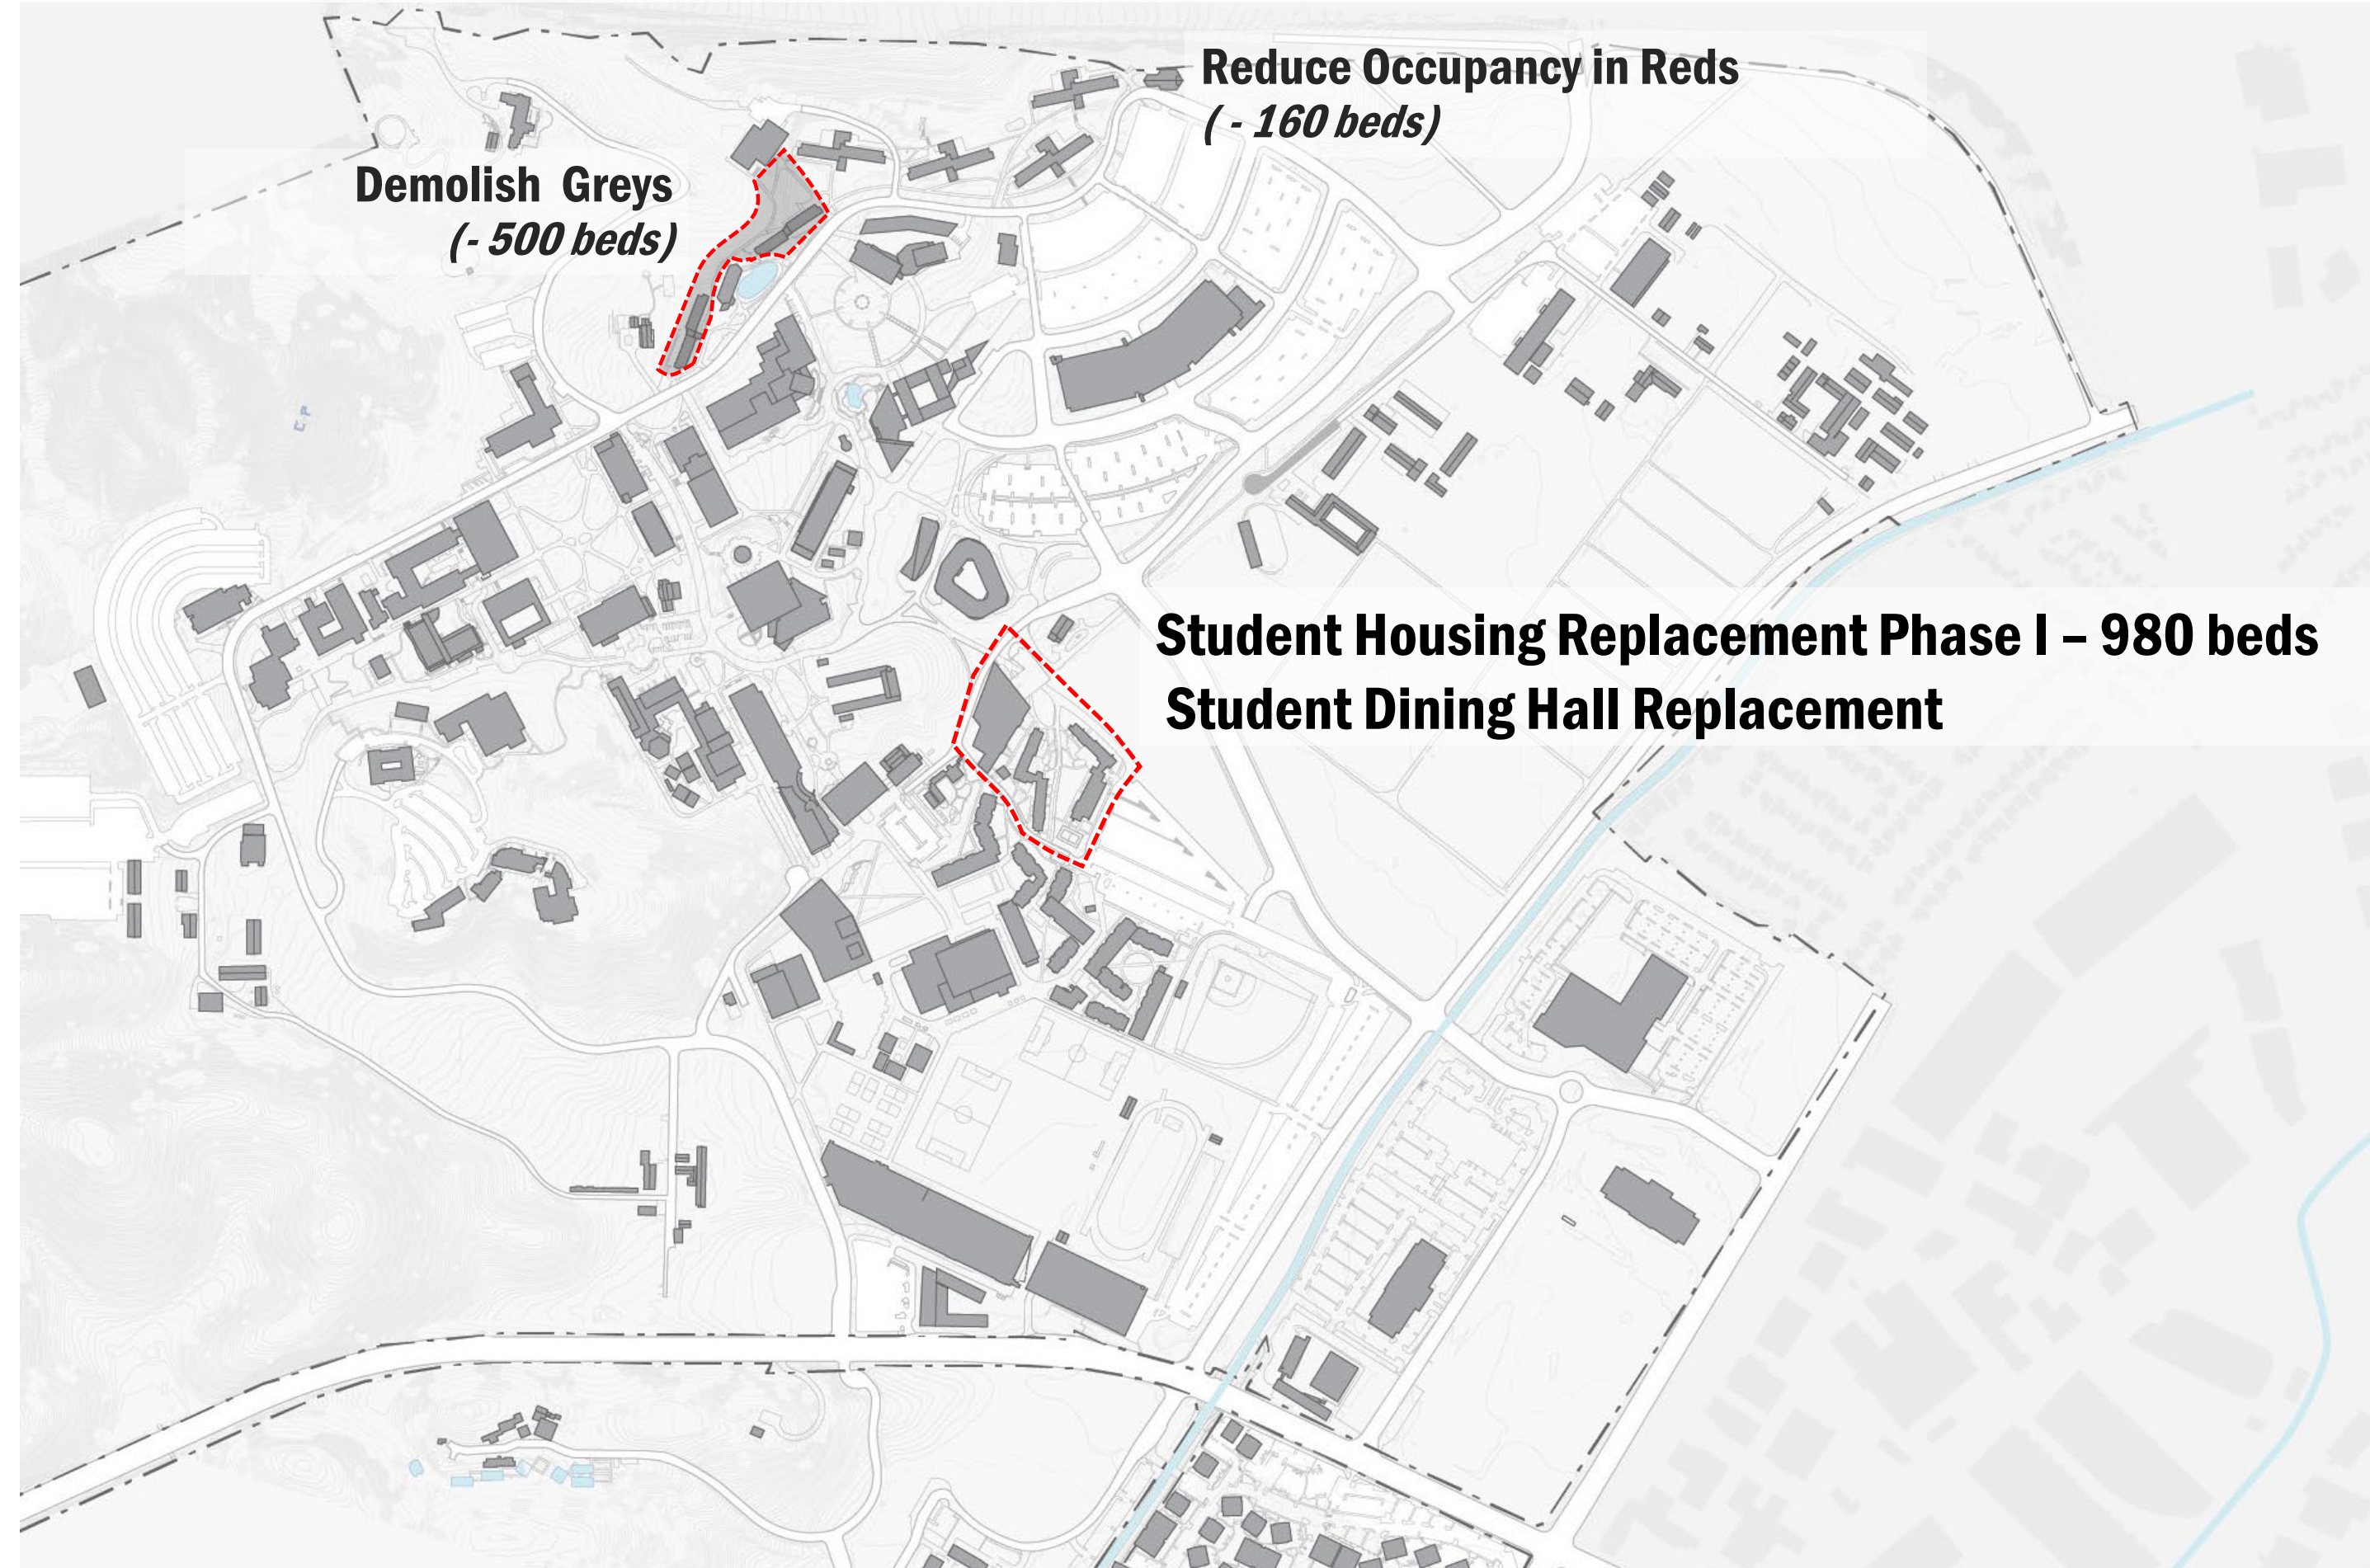 Reduce Occupancy in Reds
( - 160 beds)
Demolish Greys
(- 500 beds)
C P
Student Housing Replacement Phase I – 980 beds
Student Dining Hall Replacement